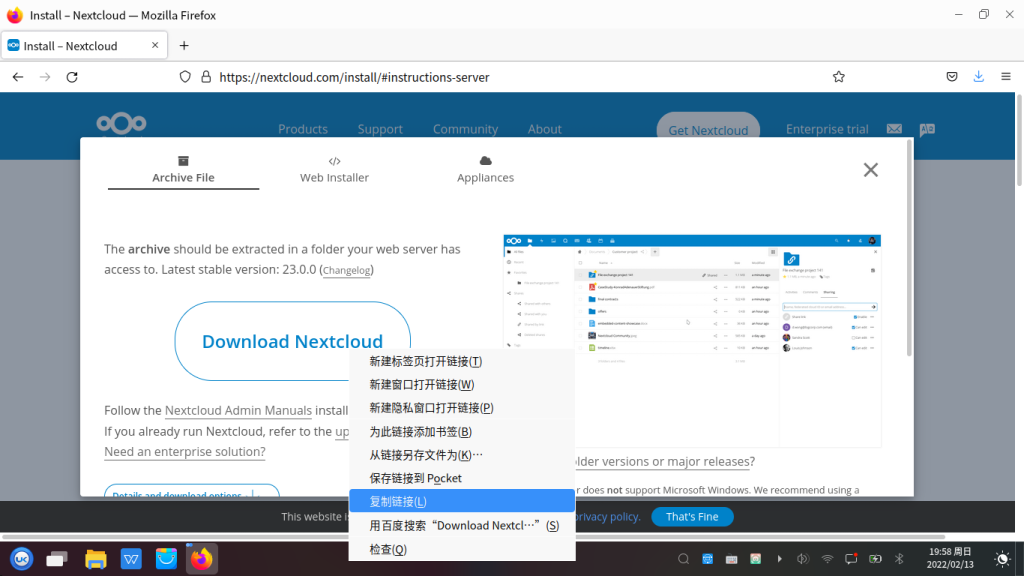 Install – Nextcloud — Mozilla Firefox
Install – Nextcloud
https://nextcloud.com/install/#instructions-server
Products
Support
Community
About
Get Nextcloud
Enterprise trial
Archive File
Web Installer
Appliances
The archive should be extracted in a folder your web server has
access to. Latest stable version: 23.0.0 (Changelog)
Download Nextcloud
Follow the Nextcloud Admin Manuals install
If you already run Nextcloud, refer to the up
Need an enterprise solution?
Details and download options
older versions or major releases?
r does not support Microsoft Windows. We recommend using a
This website i
privacy policy.
That's Fine
新建标签页打开链接(T)
新建窗口打开链接(W)
新建隐私窗口打开链接(P)
为此链接添加书签(B)
从链接另存文件为(K)…
保存链接到 Pocket
复制链接(L)
用百度搜索“Download Nextcl…”(S)
检查(Q)
19:58 周日
2022/02/13